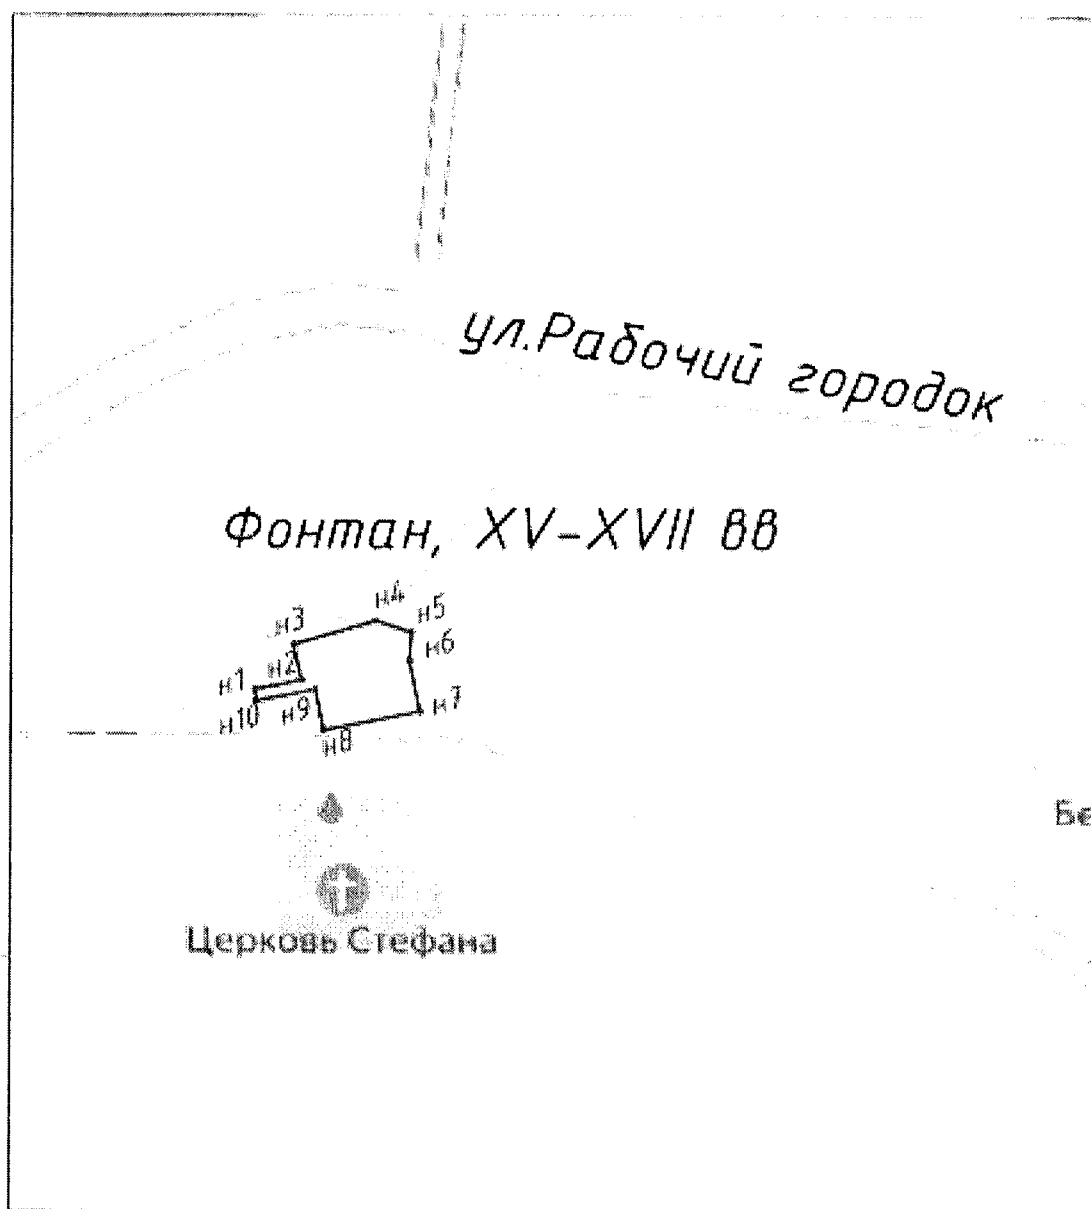 ул.Рабочий городок
Фонтан, XV-XVII вв
н4
н3
н5
н6
н2
н1
н7
н10
н9
н8
Бе
Церковь Стефана